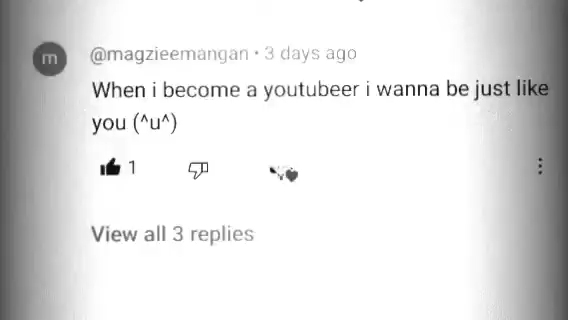 m
@magzieemangan • 3 days ago
When i become a youtubeer i wanna be just like
you (^u^)
1
View all 3 replies